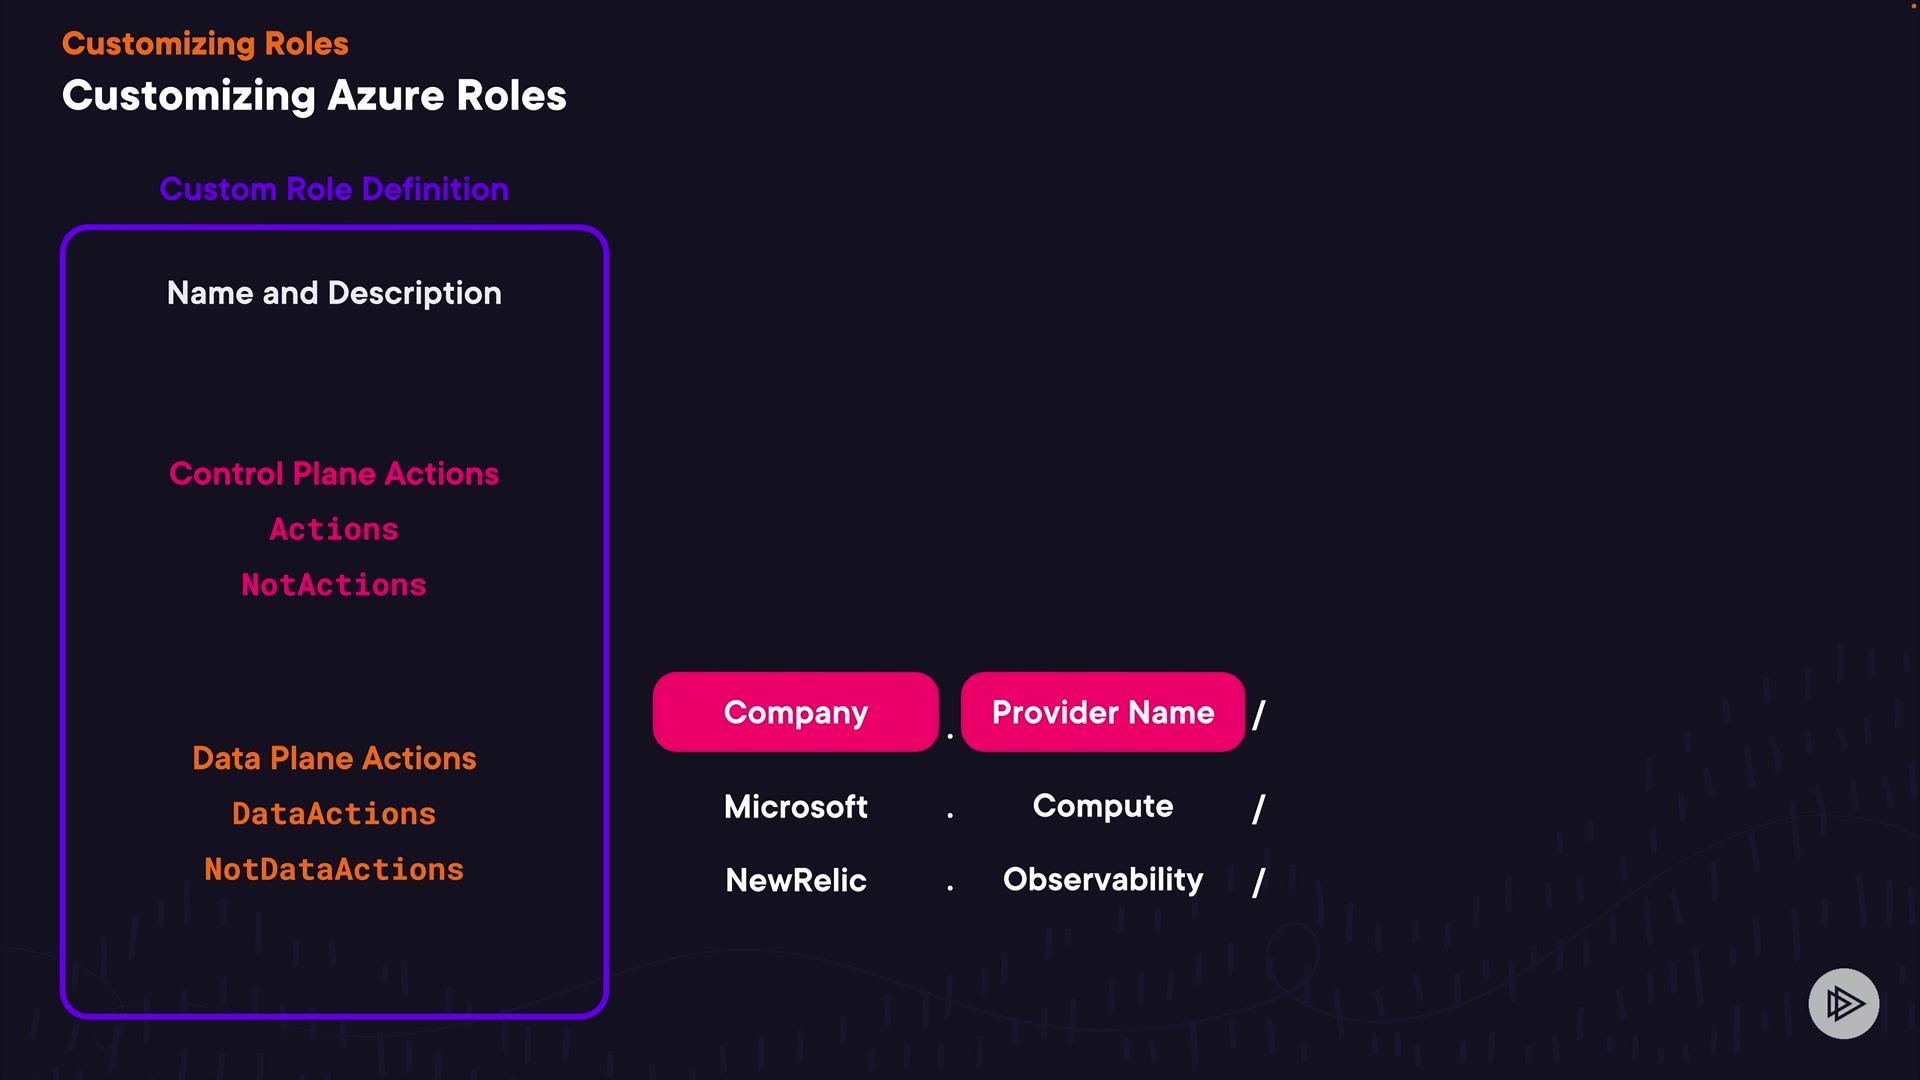 Customizing Roles
Customizing Azure Roles
Custom Role Definition
Name and Description
Control Plane Actions
Actions
NotActions
Data Plane Actions
DataActions
NotDataActions
Company . Provider Name /
Microsoft . Compute /
NewRelic . Observability /